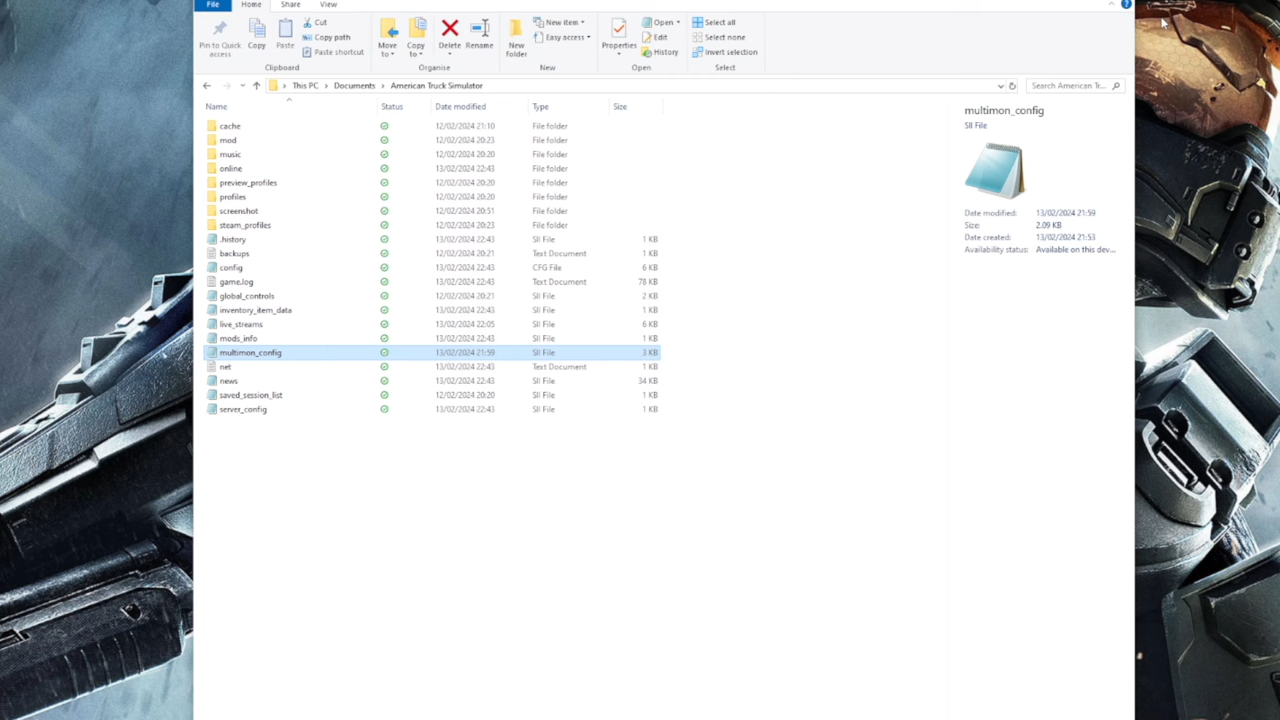 File Home Share View
Pin to Quick access
Copy
Paste
Cut
Copy path
Paste shortcut
Clipboard
Move to
Copy to
Delete
Rename
Organise
New Folder
New item
Easy access
New
Properties
Open
Edit
History
Open
Select all
Select none
Invert selection
Select
This PC > Documents > American Truck Simulator
Search American Tr...
Name Status Date modified Type Size
cache 12/02/2024 21:10 File folder
mod 12/02/2024 20:23 File folder
music 12/02/2024 20:20 File folder
online 13/02/2024 22:43 File folder
preview_profiles 12/02/2024 20:20 File folder
profiles 12/02/2024 20:20 File folder
screenshot 12/02/2024 20:51 File folder
steam_profiles 12/02/2024 20:23 File folder
.history 13/02/2024 22:43 SII File 1 KB
backups 12/02/2024 20:21 Text Document 1 KB
config 13/02/2024 22:43 CFG File 6 KB
game.log 13/02/2024 22:43 Text Document 78 KB
global_controls 12/02/2024 20:21 SII File 2 KB
inventory_item_data 13/02/2024 22:43 SII File 1 KB
live_streams 13/02/2024 22:05 SII File 6 KB
mods_info 13/02/2024 22:43 SII File 1 KB
multimon_config 13/02/2024 21:59 SII File 3 KB
net 13/02/2024 22:43 Text Document 1 KB
news 13/02/2024 22:43 SII File 34 KB
saved_session_list 12/02/2024 20:20 SII File 1 KB
server_config 13/02/2024 22:43 SII File 1 KB
multimon_config
SII File
Date modified: 13/02/2024 21:59
Size: 2.09 KB
Date created: 13/02/2024 21:53
Availability status: Available on this dev...